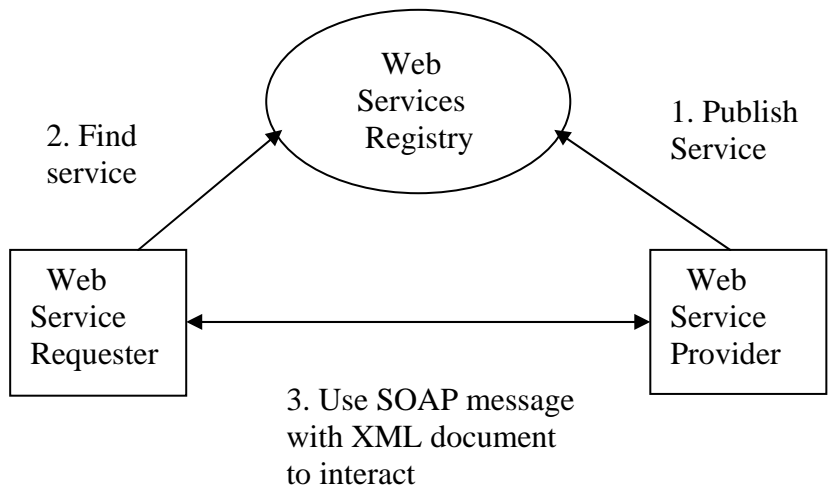 Web
Services
Registry
2. Find
service
1. Publish
Service
Web
Service
Requester
Web
Service
Provider
3. Use SOAP message
with XML document
to interact